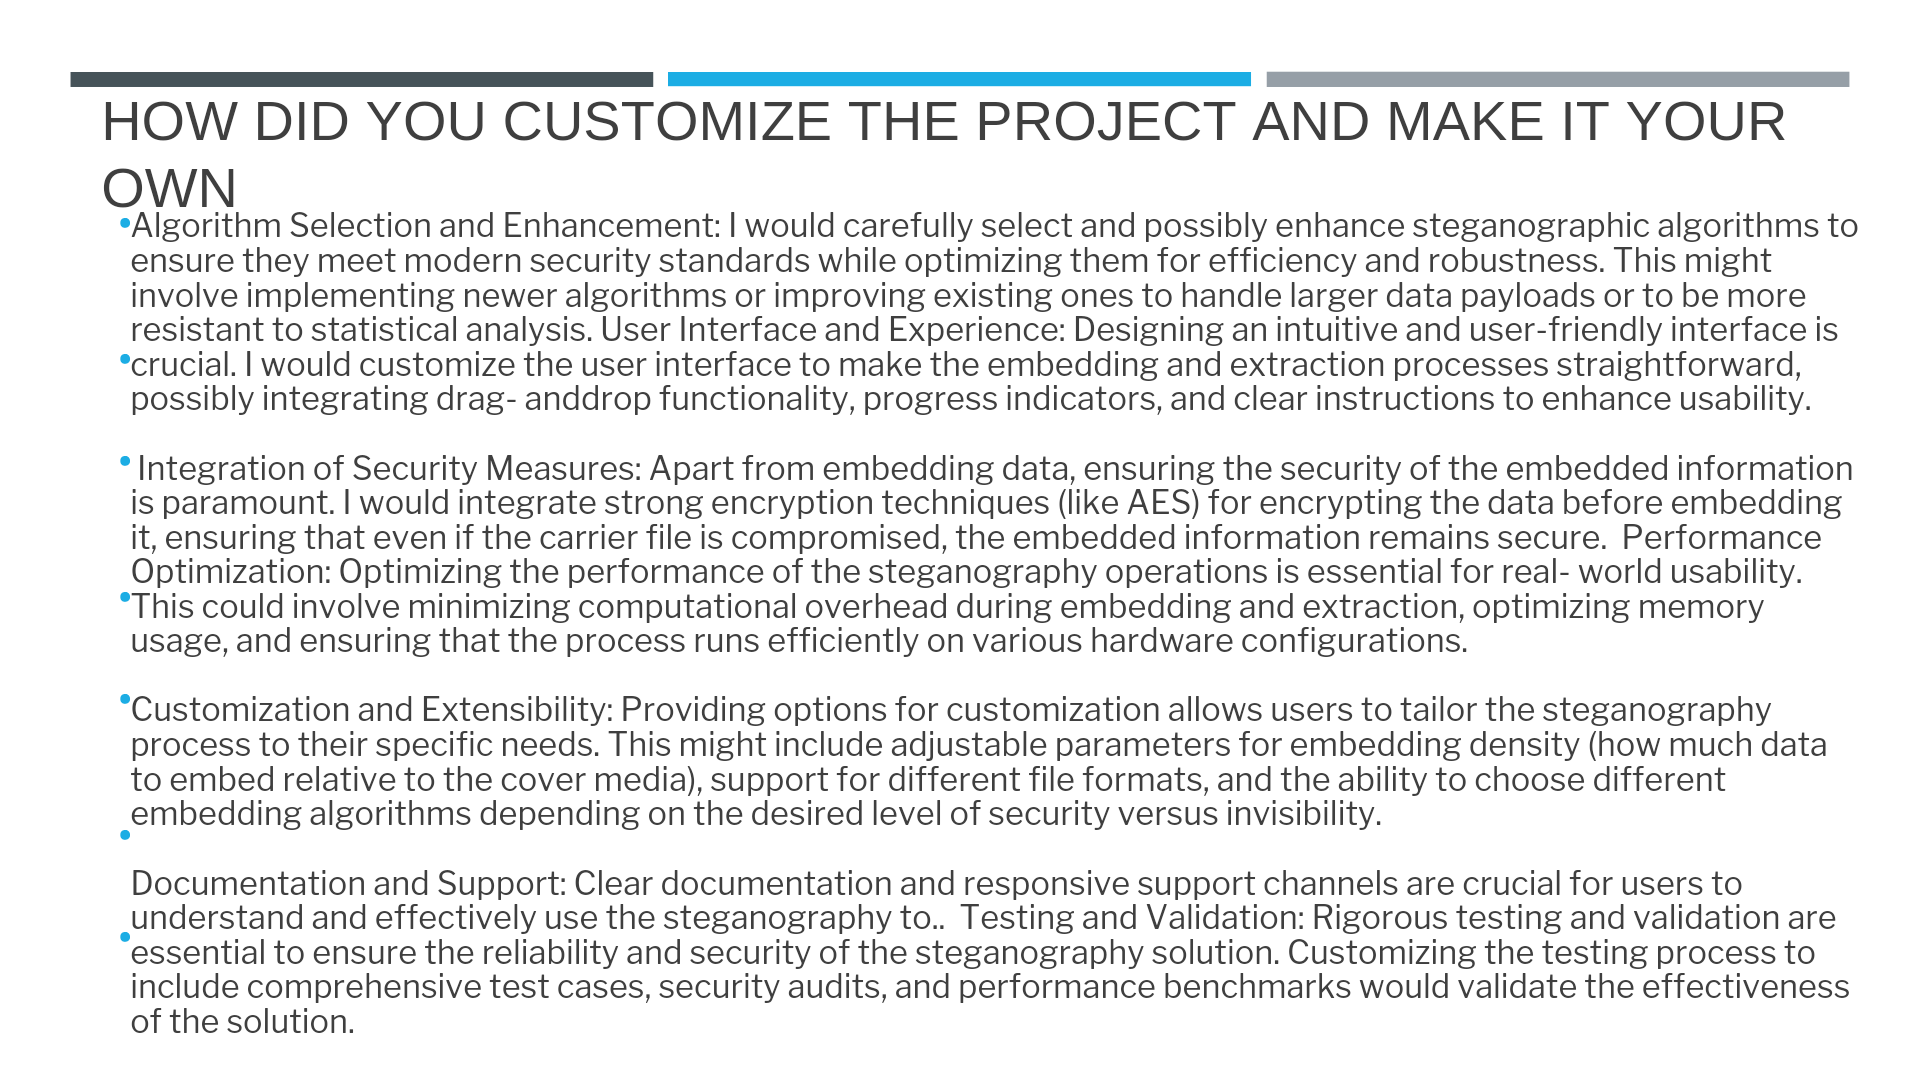 HOW DID YOU CUSTOMIZE THE PROJECT AND MAKE IT YOUR
OWN
•Algorithm Selection and Enhancement: I would carefully select and possibly enhance steganographic algorithms to
ensure they meet modern security standards while optimizing them for efficiency and robustness. This might
involve implementing newer algorithms or improving existing ones to handle larger data payloads or to be more
resistant to statistical analysis. User Interface and Experience: Designing an intuitive and user-friendly interface is
•crucial. I would customize the user interface to make the embedding and extraction processes straightforward,
possibly integrating drag- anddrop functionality, progress indicators, and clear instructions to enhance usability.
• Integration of Security Measures: Apart from embedding data, ensuring the security of the embedded information
is paramount. I would integrate strong encryption techniques (like AES) for encrypting the data before embedding
it, ensuring that even if the carrier file is compromised, the embedded information remains secure.  Performance
Optimization: Optimizing the performance of the steganography operations is essential for real- world usability.
•This could involve minimizing computational overhead during embedding and extraction, optimizing memory
usage, and ensuring that the process runs efficiently on various hardware configurations.
•Customization and Extensibility: Providing options for customization allows users to tailor the steganography
process to their specific needs. This might include adjustable parameters for embedding density (how much data
to embed relative to the cover media), support for different file formats, and the ability to choose different
embedding algorithms depending on the desired level of security versus invisibility.
•
Documentation and Support: Clear documentation and responsive support channels are crucial for users to
understand and effectively use the steganography to..  Testing and Validation: Rigorous testing and validation are
•essential to ensure the reliability and security of the steganography solution. Customizing the testing process to
include comprehensive test cases, security audits, and performance benchmarks would validate the effectiveness
of the solution.